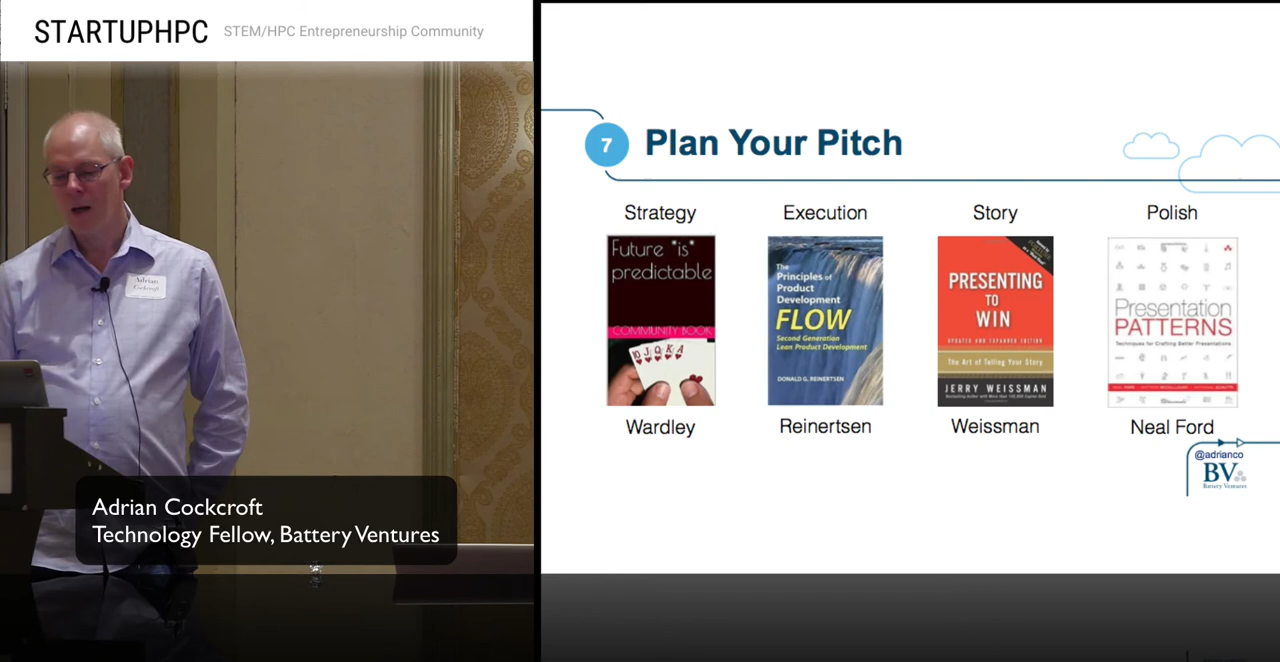 STARTUPHPC STEM/HPC Entrepreneurship Community
Adrian
Cockcroft
Adrian Cockcroft
Technology Fellow, Battery Ventures
7 Plan Your Pitch
Strategy Execution Story Polish
Future *is*
predictable
COMMUNITY BOOK
10 J Q K A
The
Principles of
Product
Development
FLOW
Second Generation
Lean Product Development
DONALD G. REINERTSEN
PRESENTING
TO
WIN
UPDATED AND EXPANDED EDITION
The Art of Telling Your Story
JERRY WEISSMAN
Presentation
PATTERNS
Techniques for Crafting Better Presentations
Wardley Reinertsen Weissman Neal Ford
@adrianco
BV
Battery Ventures